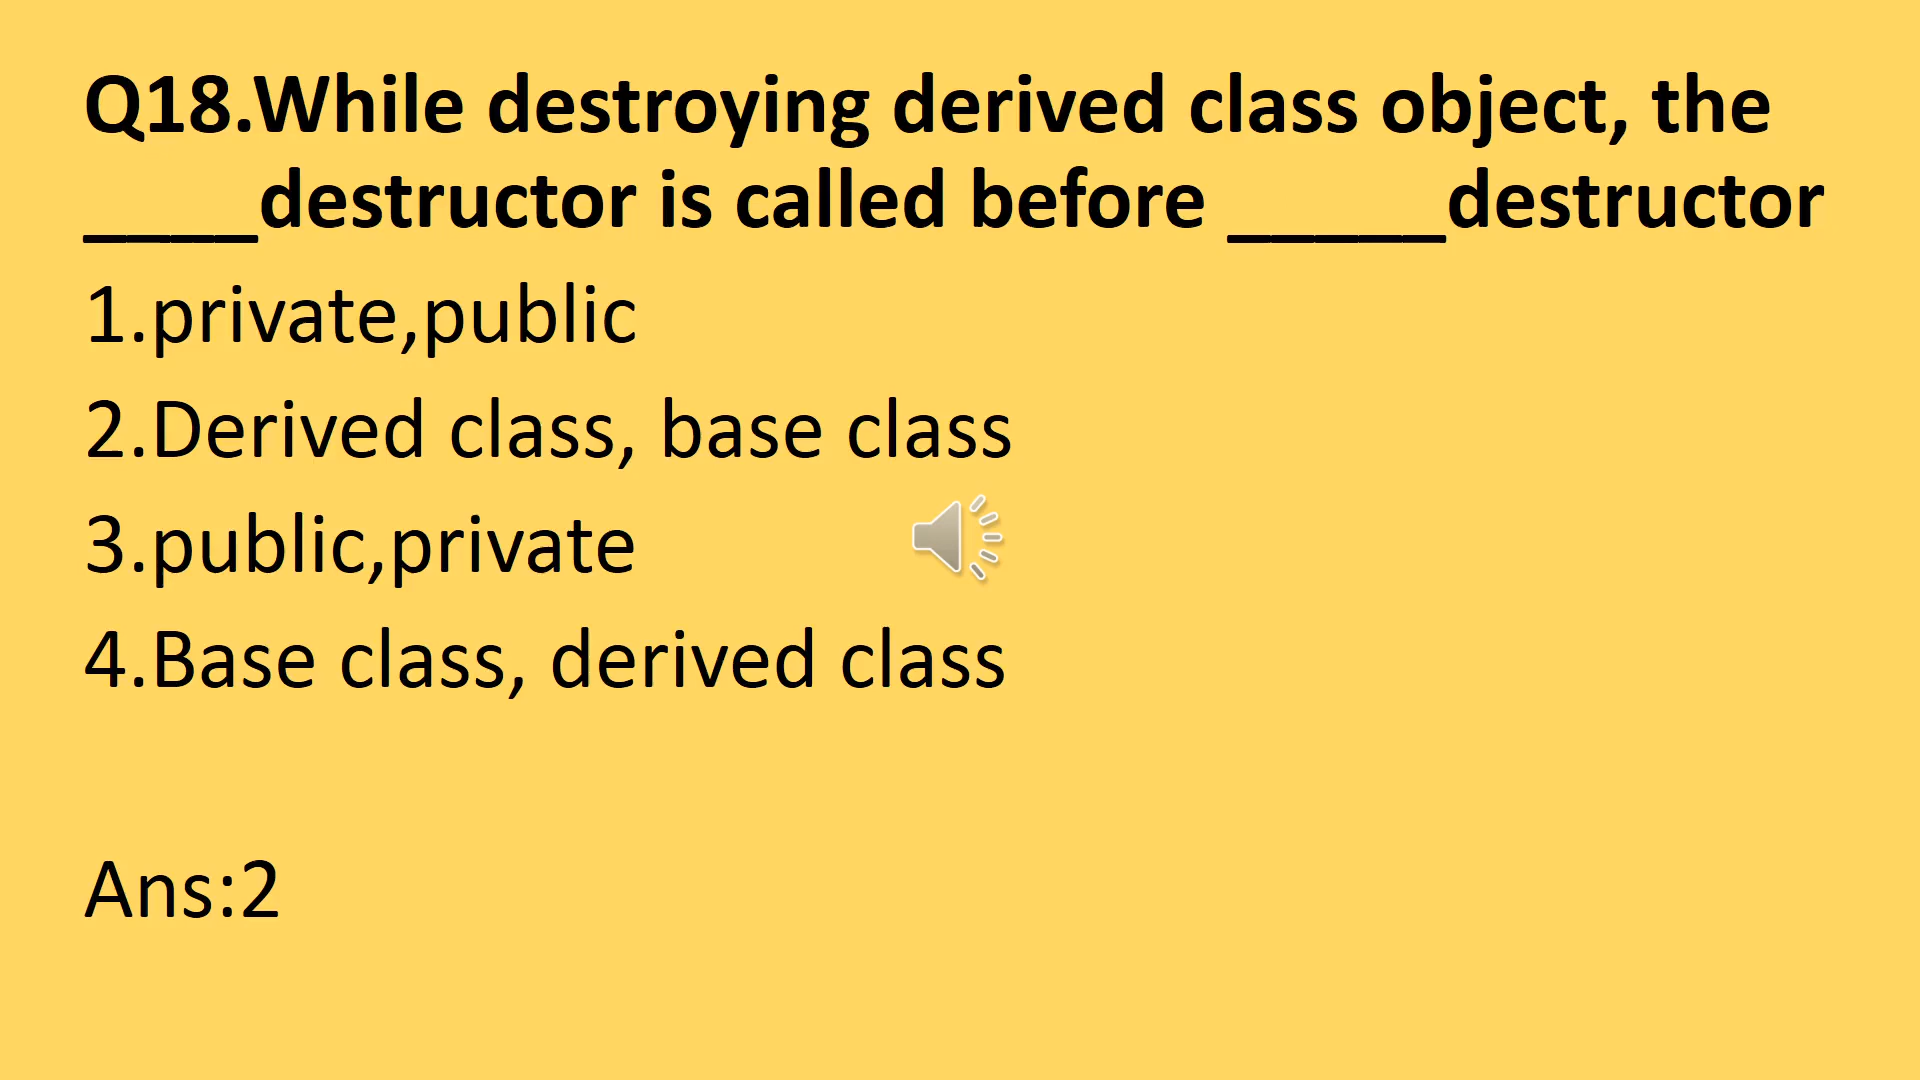 Q18.While destroying derived class object, the
____destructor is called before _____destructor
1.private,public
2.Derived class, base class
3.public,private
4.Base class, derived class
Ans:2